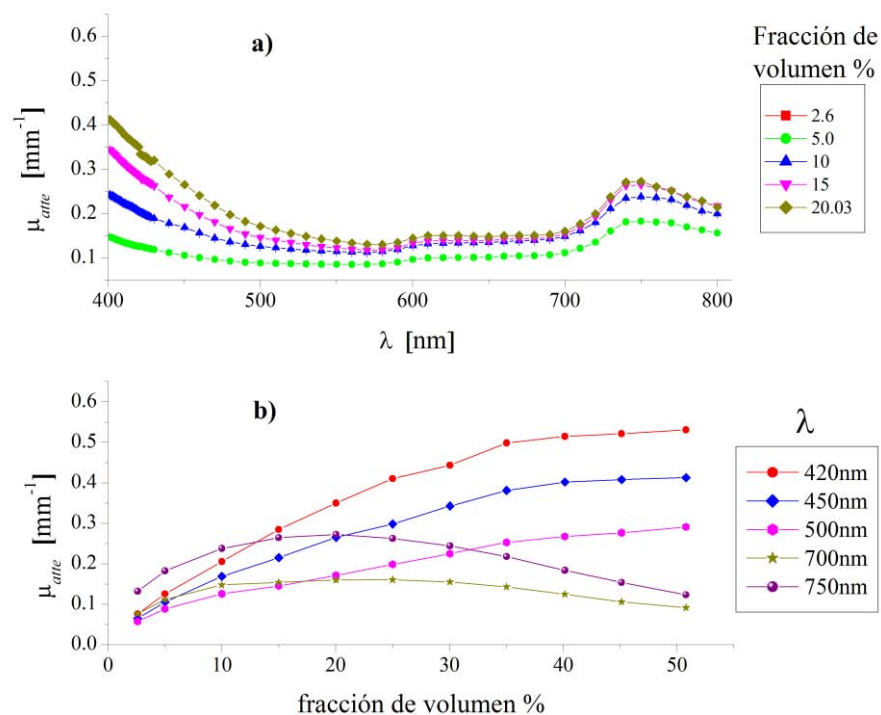 a)
0.6
0.5
0.4
0.3
0.2
0.1
μatte [mm⁻¹]
400
500
600
700
800
λ [nm]
Fracción de
volumen %
2.6
5.0
10
15
20.03
b)
0.6
0.5
0.4
0.3
0.2
0.1
0.0
μatte [mm⁻¹]
0
10
20
30
40
50
fracción de volumen %
λ
420nm
450nm
500nm
700nm
750nm